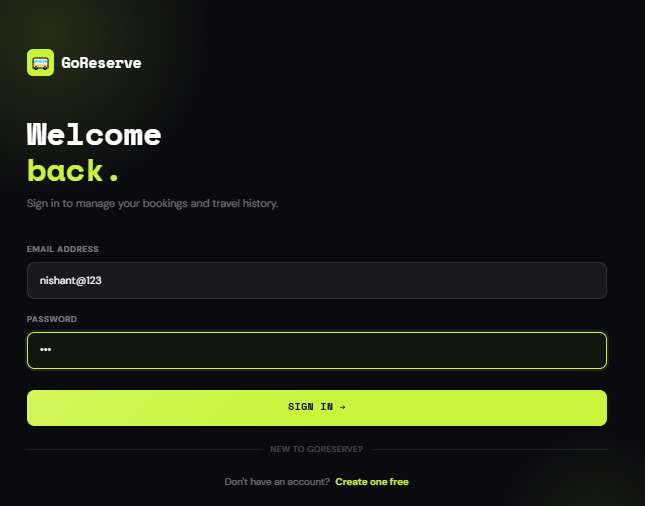 GoReserve
Welcome
back.
Sign in to manage your bookings and travel history.
EMAIL ADDRESS
nishant@123
PASSWORD
•••
SIGN IN →
NEW TO GORESERVE?
Don't have an account? Create one free